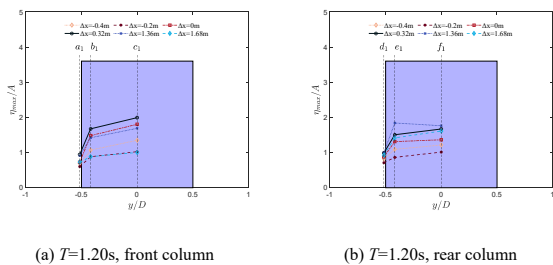 Δx=-0.4m Δx=-0.2m Δx=0m
Δx=0.32m Δx=1.36m Δx=1.68m
a₁ b₁ c₁
5
4
3
2
1
0
-1 -0.5 0 0.5 1
η_max/A
y/D
(a) T=1.20s, front column
Δx=-0.4m Δx=-0.2m Δx=0m
Δx=0.32m Δx=1.36m Δx=1.68m
d₁ e₁ f₁
5
4
3
2
1
0
-1 -0.5 0 0.5 1
η_max/A
y/D
(b) T=1.20s, rear column